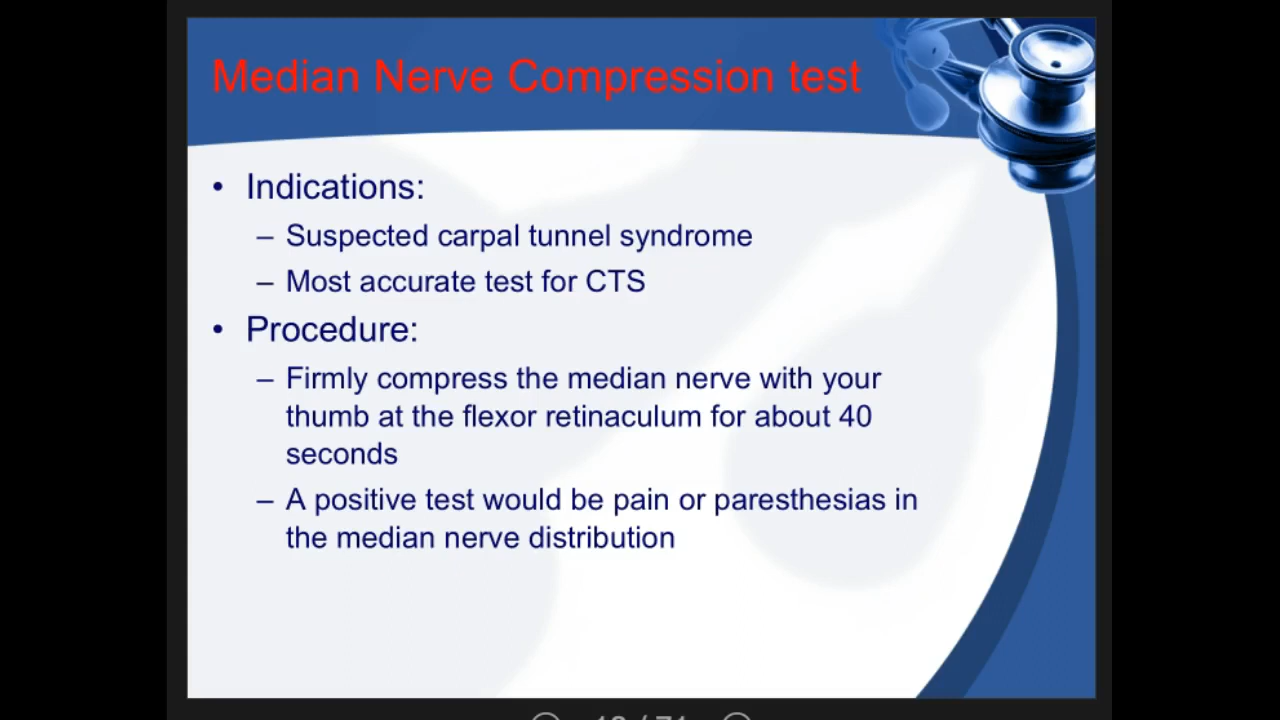 Median Nerve Compression test
• Indications:
– Suspected carpal tunnel syndrome
– Most accurate test for CTS
• Procedure:
– Firmly compress the median nerve with your
thumb at the flexor retinaculum for about 40
seconds
– A positive test would be pain or paresthesias in
the median nerve distribution